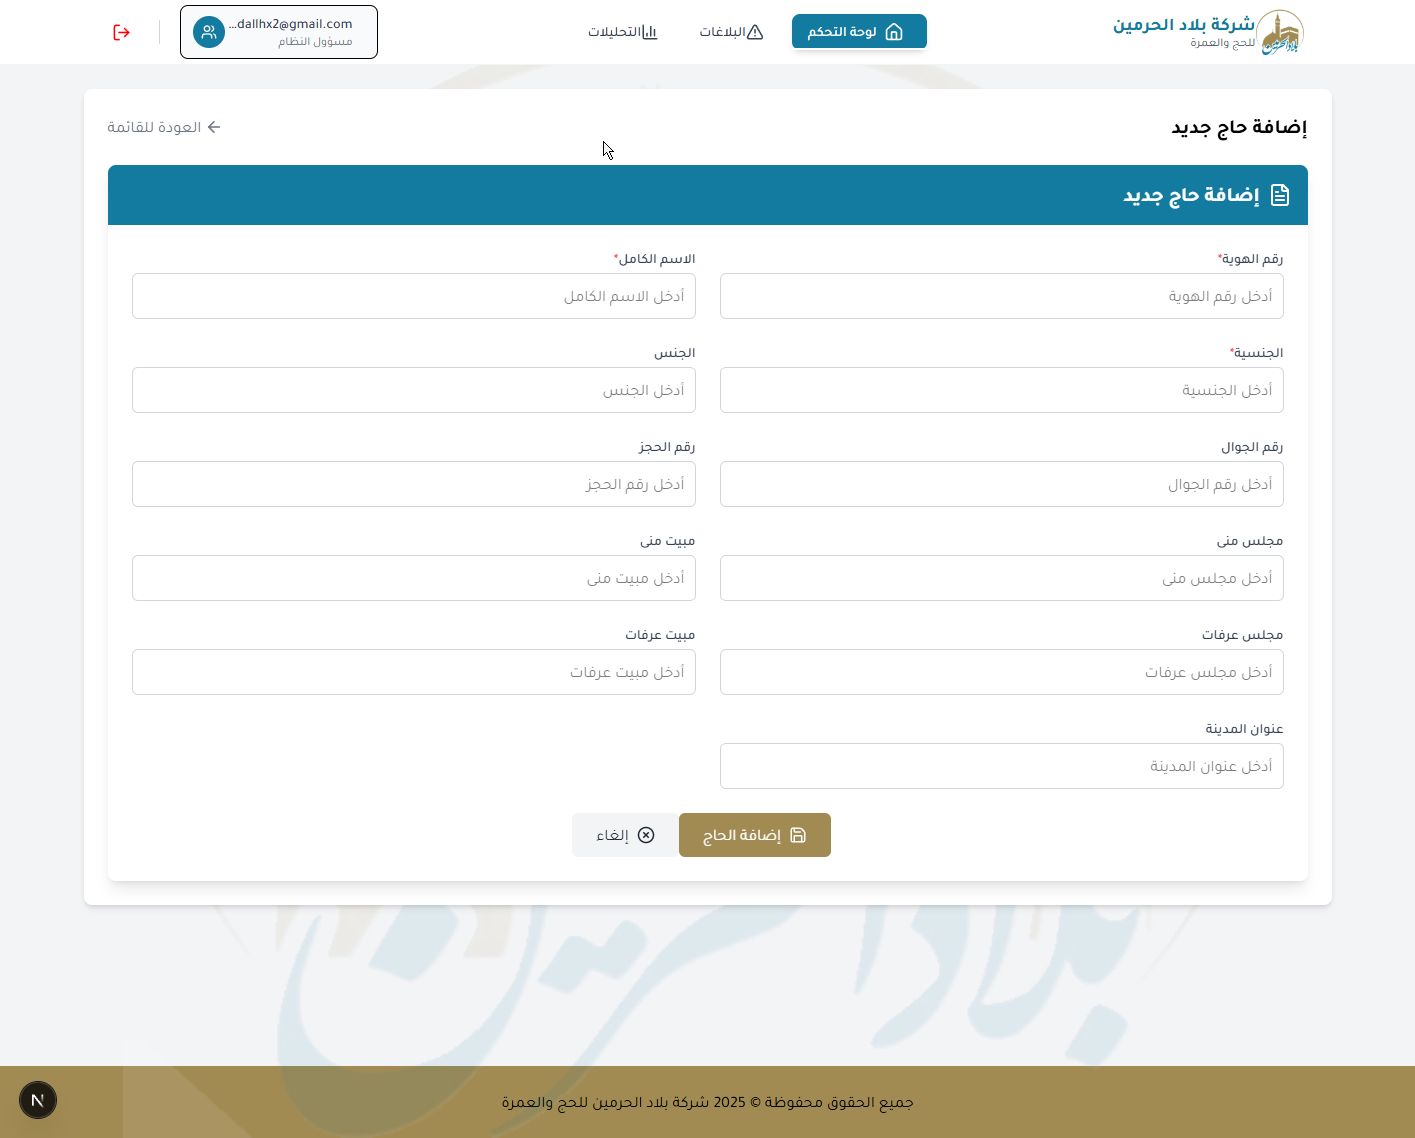 شركة بلاد الحرمين
للحج والعمرة
لوحة التحكم
البلاغات
التحليلات
dallhx2@gmail.com...
مسؤول النظام
إضافة حاج جديد
العودة للقائمة
إضافة حاج جديد
رقم الهوية*
أدخل رقم الهوية
الاسم الكامل*
أدخل الاسم الكامل
الجنسية*
أدخل الجنسية
الجنس
أدخل الجنس
رقم الجوال
أدخل رقم الجوال
رقم الحجز
أدخل رقم الحجز
مجلس منى
أدخل مجلس منى
مبيت منى
أدخل مبيت منى
مجلس عرفات
أدخل مجلس عرفات
مبيت عرفات
أدخل مبيت عرفات
عنوان المدينة
أدخل عنوان المدينة
إضافة الحاج
إلغاء
جميع الحقوق محفوظة © 2025 شركة بلاد الحرمين للحج والعمرة
N